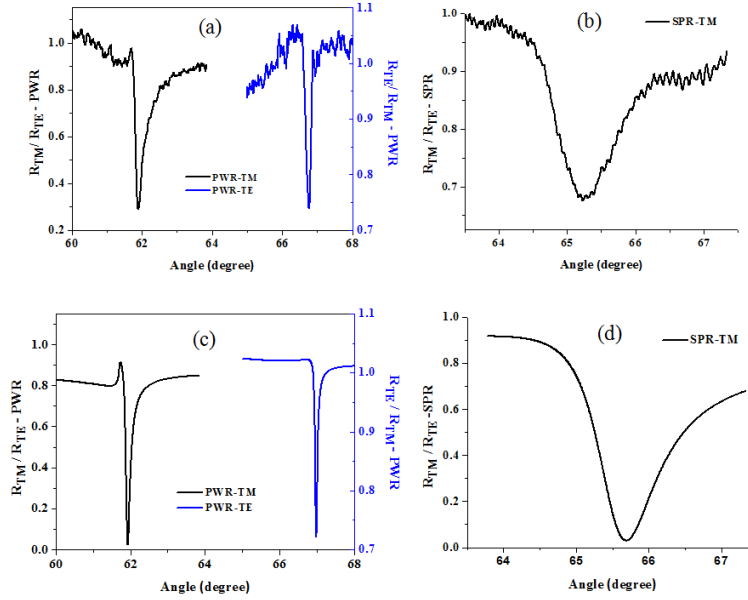 (a)
R_TM/ R_TE - PWR
1.0
0.8
0.6
0.4
0.2
60
62
64
66
68
Angle (degree)
PWR-TM
PWR-TE
1.1
1.0
0.9
0.8
0.7
R_TE/ R_TM - PWR
(b)
SPR-TM
R_TM / R_TE - SPR
1.0
0.9
0.8
0.7
64
65
66
67
Angle (degree)
(c)
R_TM / R_TE - PWR
1.0
0.8
0.6
0.4
0.2
0.0
60
62
64
66
68
Angle (degree)
PWR-TM
PWR-TE
1.1
1.0
0.9
0.8
0.7
R_TE / R_TM - PWR
(d)
SPR-TM
R_TM / R_TE -SPR
1.0
0.8
0.6
0.4
0.2
0.0
64
65
66
67
Angle (degree)